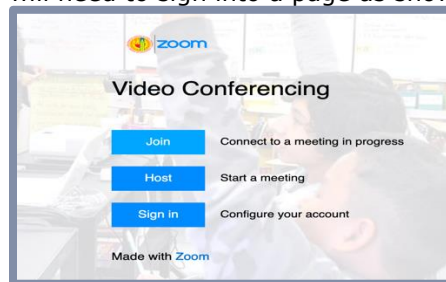 will need to sign into a page as show
zoom
Video Conferencing
Join Connect to a meeting in progress
Host Start a meeting
Sign in Configure your account
Made with Zoom